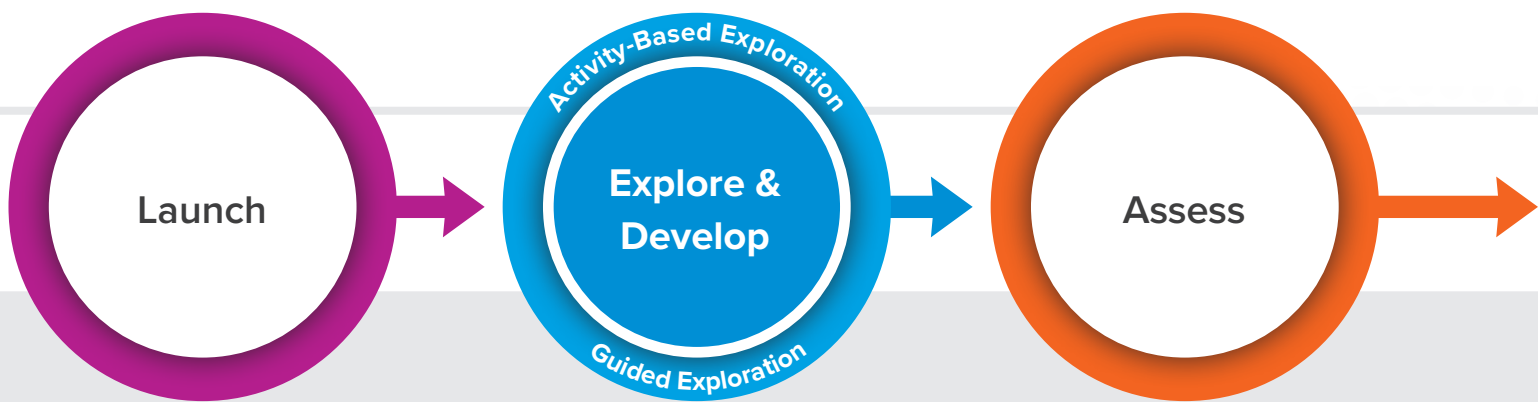 Launch
Activity-Based Exploration
Explore &
Develop
Guided Exploration
Assess